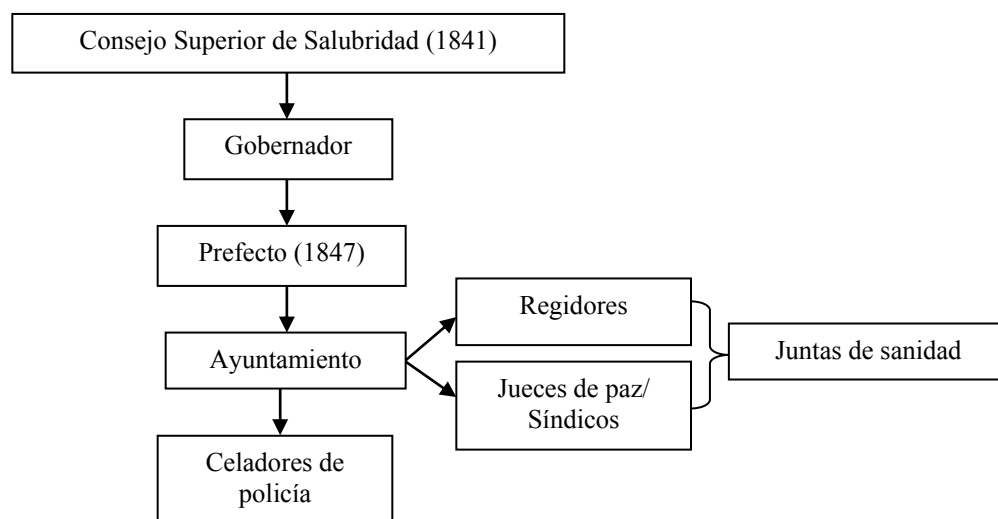 Consejo Superior de Salubridad (1841)
Gobernador
Prefecto (1847)
Regidores
Ayuntamiento
Juntas de sanidad
Jueces de paz/
Síndicos
Celadores de
policía